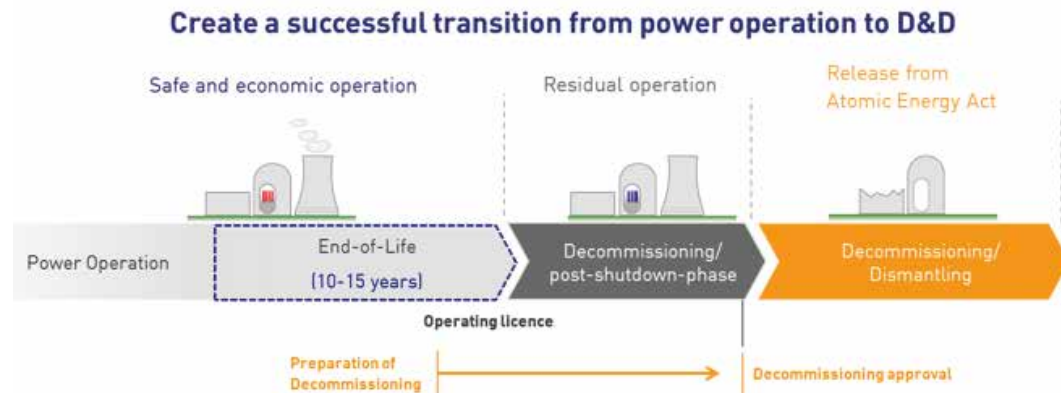 Create a successful transition from power operation to D&D
Safe and economic operation
Residual operation
Release from
Atomic Energy Act
Power Operation
End-of-Life
(10-15 years)
Decommissioning/
post-shutdown-phase
Decommissioning/
Dismantling
Operating licence
Preparation of
Decommissioning
Decommissioning approval